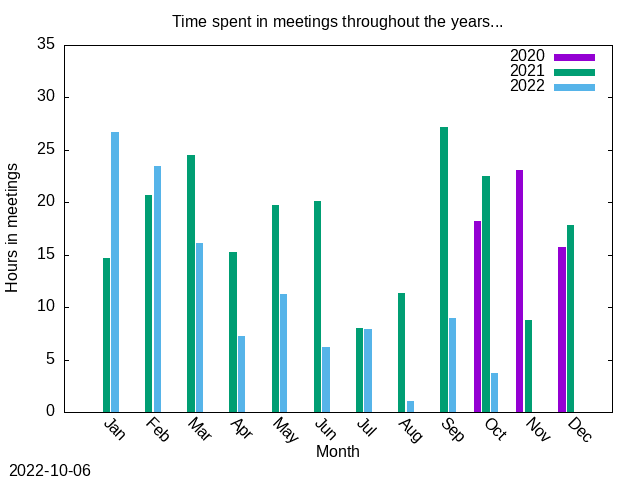 Time spent in meetings throughout the years...
35
30
25
20
15
10
5
0
Hours in meetings
2020
2021
2022
Jan
Feb
Mar
Apr
May
Jun
Jul
Aug
Sep
Oct
Nov
Dec
Month
2022-10-06